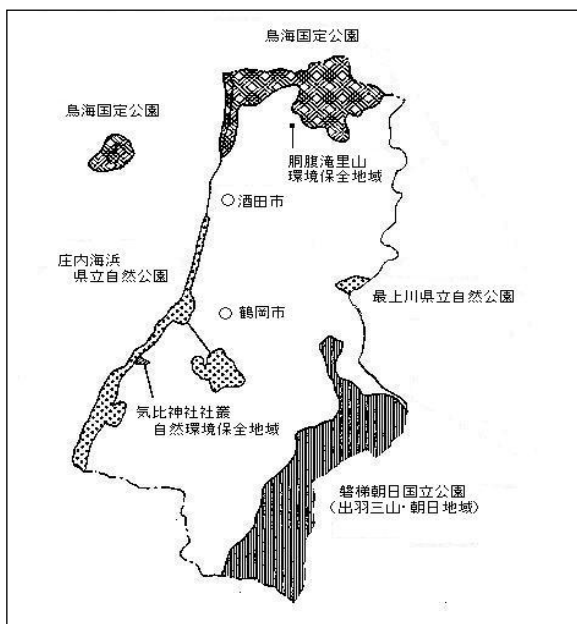 鳥海国定公園
鳥海国定公園
胴腹滝里山
環境保全地域
酒田市
庄内海浜
県立自然公園
最上川県立自然公園
鶴岡市
気比神社社叢
自然環境保全地域
磐梯朝日国立公園
(出羽三山・朝日地域)